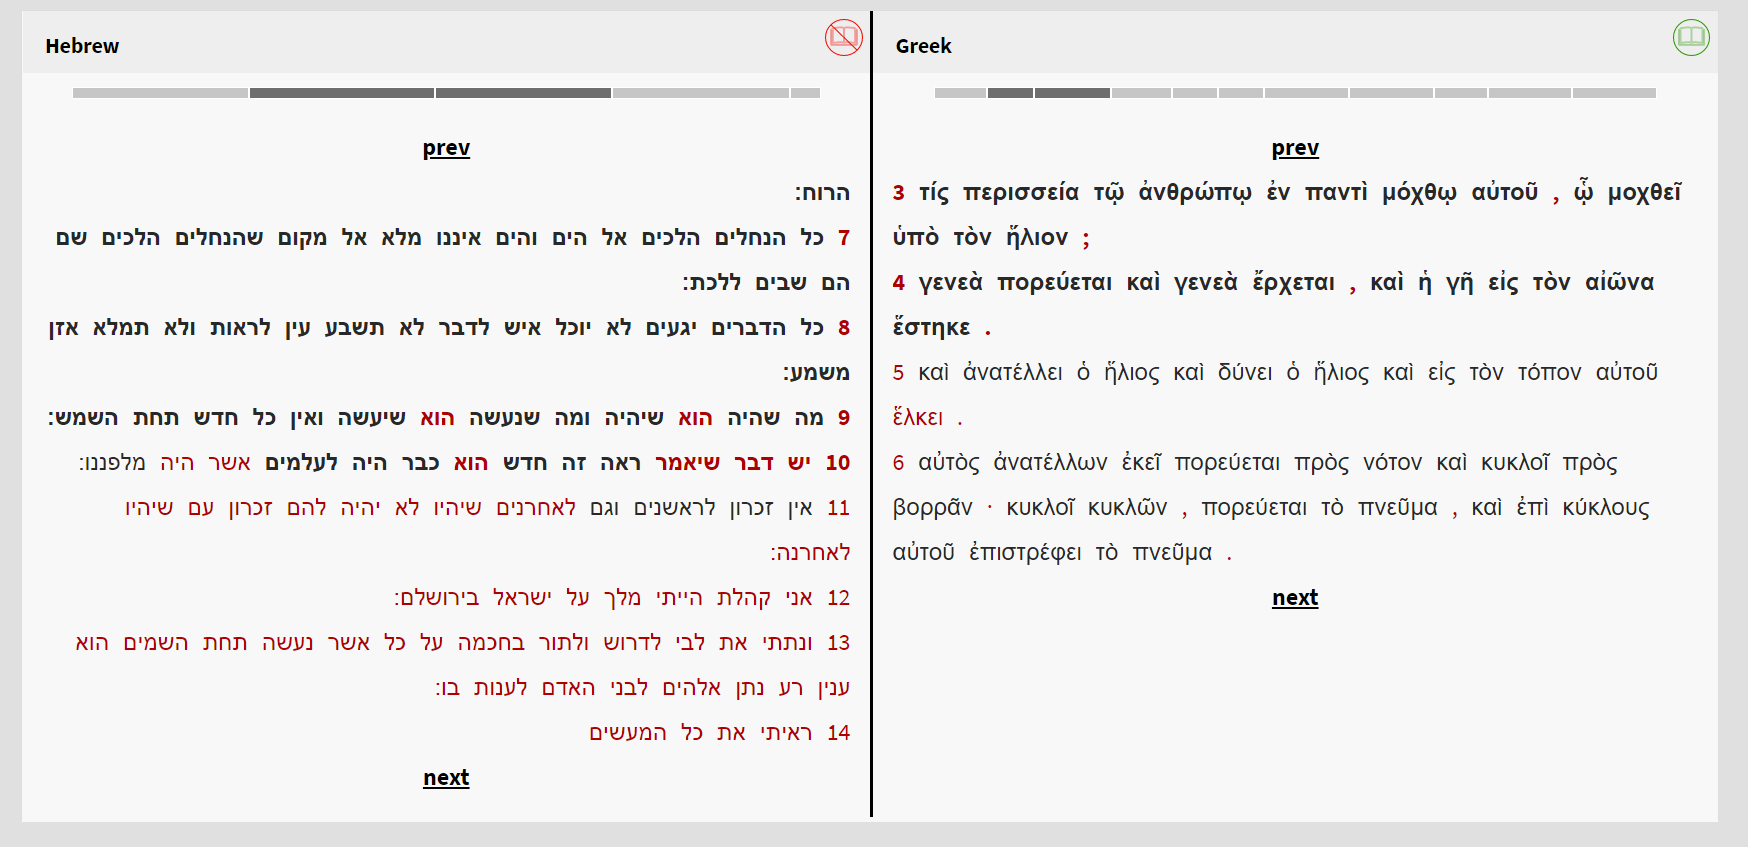 Hebrew
prev
הרוח:
7 כל הנחלים הלכים אל הים והים איננו מלא אל מקום שהנחלים הלכים שם
הם שבים ללכת:
8 כל הדברים יגעים לא יוכל איש לדבר לא תשבע עין לראות ולא תמלא אזן
משמע:
9 מה שהיה הוא שיהיה ומה שנעשה הוא שיעשה ואין כל חדש תחת השמש:
10 יש דבר שיאמר ראה זה חדש הוא כבר היה לעלמים אשר היה מלפננו:
11 אין זכרון לראשנים וגם לאחרנים שיהיו לא יהיה להם זכרון עם שיהיו
לאחרנה:
12 אני קהלת הייתי מלך על ישראל בירושלם:
13 ונתתי את לבי לדרוש ולתור בחכמה על כל אשר נעשה תחת השמים הוא
ענין רע נתן אלהים לבני האדם לענות בו:
14 ראיתי את כל המעשים
next
Greek
prev
3 τίς περισσεία τῷ ἀνθρώπῳ ἐν παντὶ μόχθῳ αὐτοῦ , ᾧ μοχθεῖ
ὑπὸ τὸν ἥλιον ;
4 γενεὰ πορεύεται καὶ γενεὰ ἔρχεται , καὶ ἡ γῆ εἰς τὸν αἰῶνα
ἕστηκε .
5 καὶ ἀνατέλλει ὁ ἥλιος καὶ δύνει ὁ ἥλιος καὶ εἰς τὸν τόπον αὐτοῦ
ἕλκει .
6 αὐτὸς ἀνατέλλων ἐκεῖ πορεύεται πρὸς νότον καὶ κυκλοῖ πρὸς
βορρᾶν · κυκλοῖ κυκλῶν , πορεύεται τὸ πνεῦμα , καὶ ἐπὶ κύκλους
αὐτοῦ ἐπιστρέφει τὸ πνεῦμα .
next